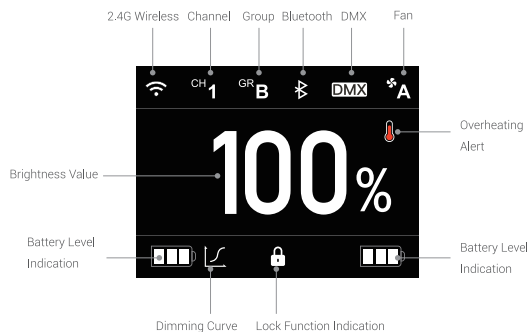 2.4G Wireless Channel Group Bluetooth DMX Fan
CH 1 GR B DMX A
Overheating
Alert
100%
Brightness Value
Battery Level
Indication
Battery Level
Indication
Dimming Curve Lock Function Indication